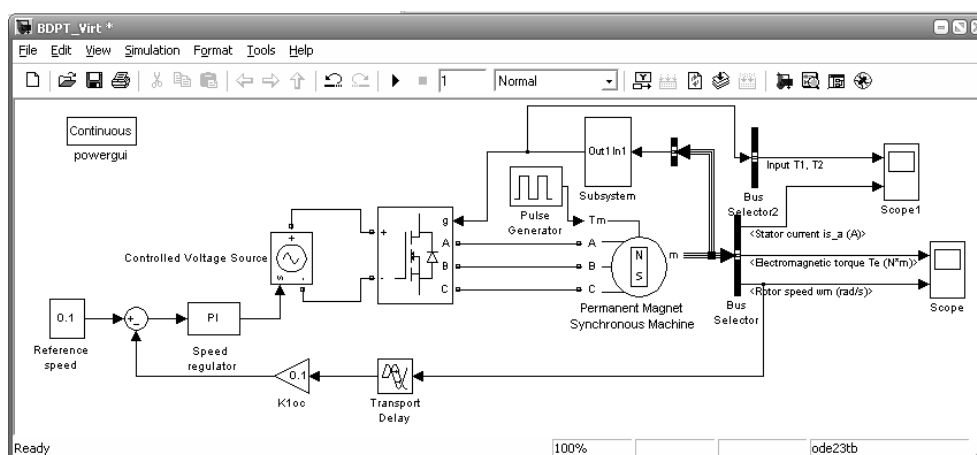 BDPT_Virt *
File Edit View Simulation Format Tools Help
1
Normal
Continuous
powergui
Out1 In1
Subsystem
Input T1, T2
Bus
Selector2
Scope1
Pulse
Generator
Tm
g
A
B
C
+
-
A
B
C
N
S
m
<Stator current is_a (A)>
<Electromagnetic torque Te (N*m)>
<Rotor speed wm (rad/s)>
Bus
Selector
Scope
Permanent Magnet
Synchronous Machine
Controlled Voltage Source
+
-
s
0.1
Reference
speed
PI
Speed
regulator
0.1
K1oc
Transport
Delay
Ready
100%
ode23tb